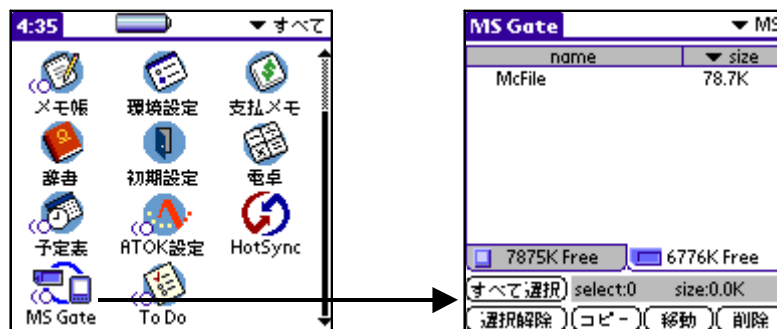 4:35
▼ すべて
メモ帳 環境設定 支払メモ
辞書 初期設定 電卓
予定表 ATOK設定 HotSync
MS Gate To Do
MS Gate
▼ MS
name ▼ size
McFile 78.7K
7875K Free 6776K Free
すべて選択 select:0 size:0.0K
選択解除 コピー 移動 削除